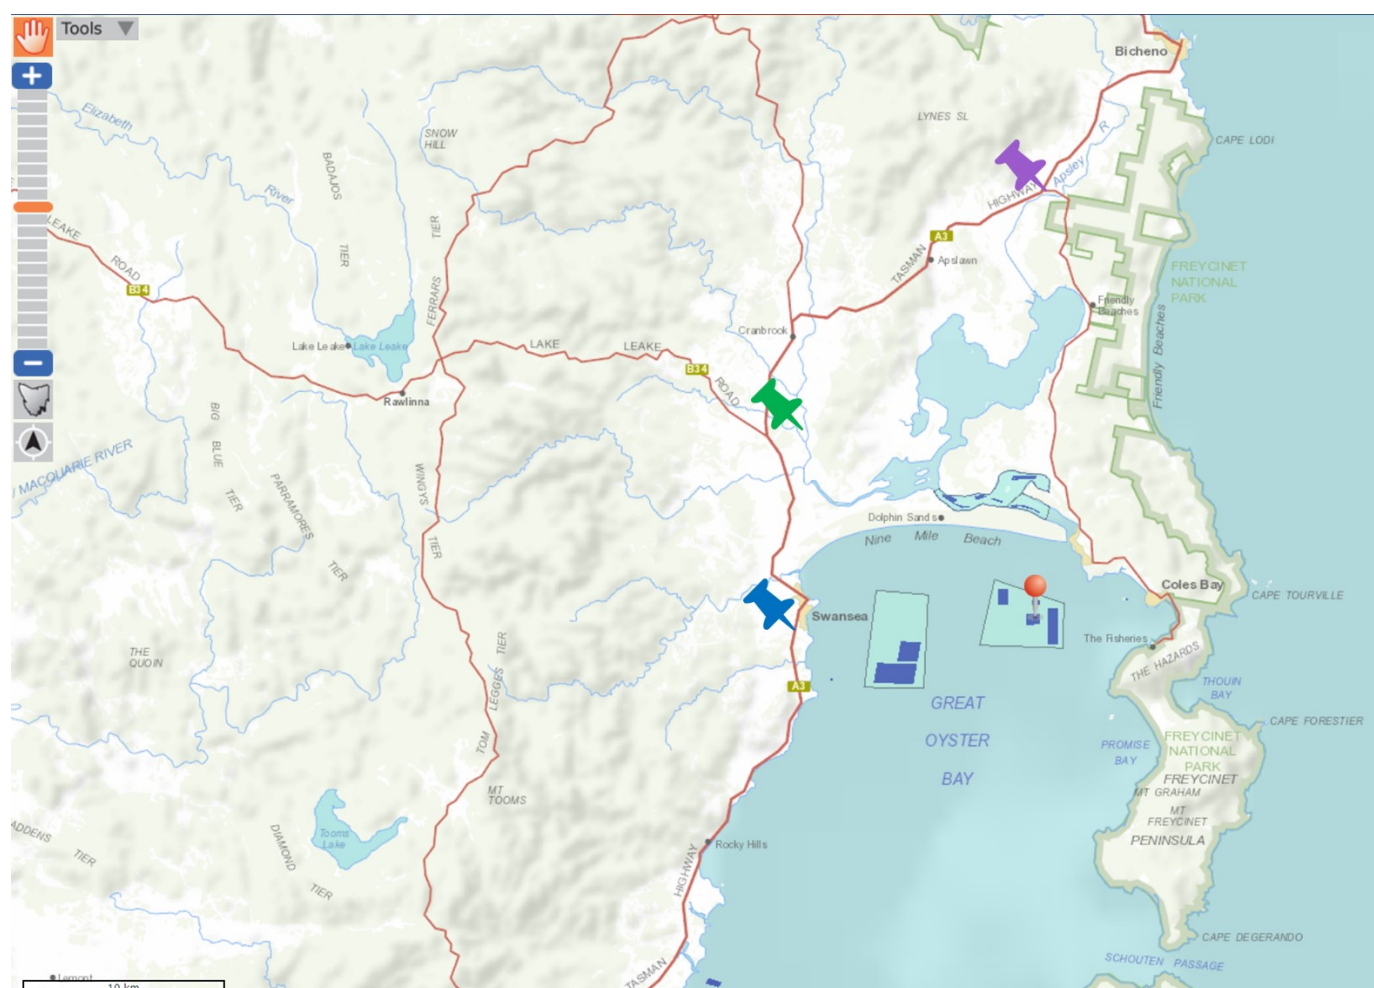 Tools
Bicheno
Elizabeth
SNOW
HILL
LYNES SL
R
CAPE LODI
BADAJOS
TIER
River
Apsley
HIGHWAY
LEAKE
ROAD
B34
TIER
FERRARS
A3
TASMAN
Apslawn
FREYCINET
NATIONAL
PARK
Friendly
Beaches
Friendly Beaches
Cranbrook
Lake Leake
Lake Leake
LAKE
LEAKE
B34
ROAD
Rawlinna
BIG
BLUE
TIER
MACQUARIE RIVER
PARRAMORES
TIER
WINGYS
TIER
Dolphin Sands
Nine Mile Beach
Coles Bay
CAPE TOURVILLE
Swansea
The Fisheries
THE HAZARDS
THE
QUOIN
LEGGES TIER
TOM
A3
THOUIN
BAY
GREAT
OYSTER
BAY
CAPE FORESTIER
PROMISE
BAY
FREYCINET
NATIONAL
PARK
FREYCINET
MT GRAHAM
MT
FREYCINET
PENINSULA
MT
TOOMS
Tooms
Lake
DIAMOND
TIER
ADDENS
TIER
Rocky Hills
HIGHWAY
TASMAN
CAPE DEGERANDO
SCHOUTEN PASSAGE
Lemont
10 km